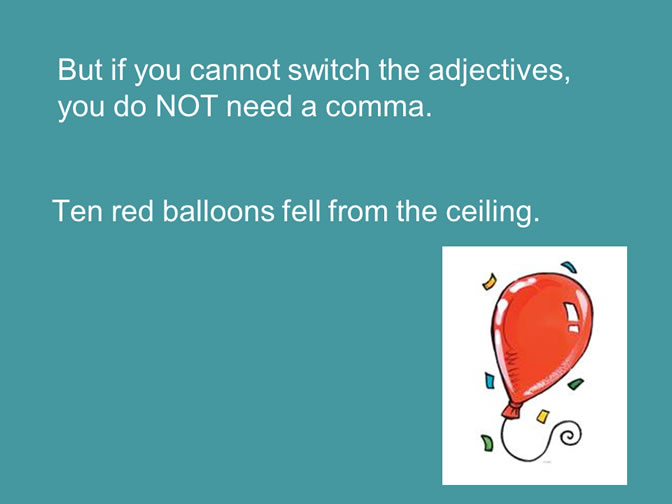 But if you cannot switch the adjectives,
you do NOT need a comma.
Ten red balloons fell from the ceiling.